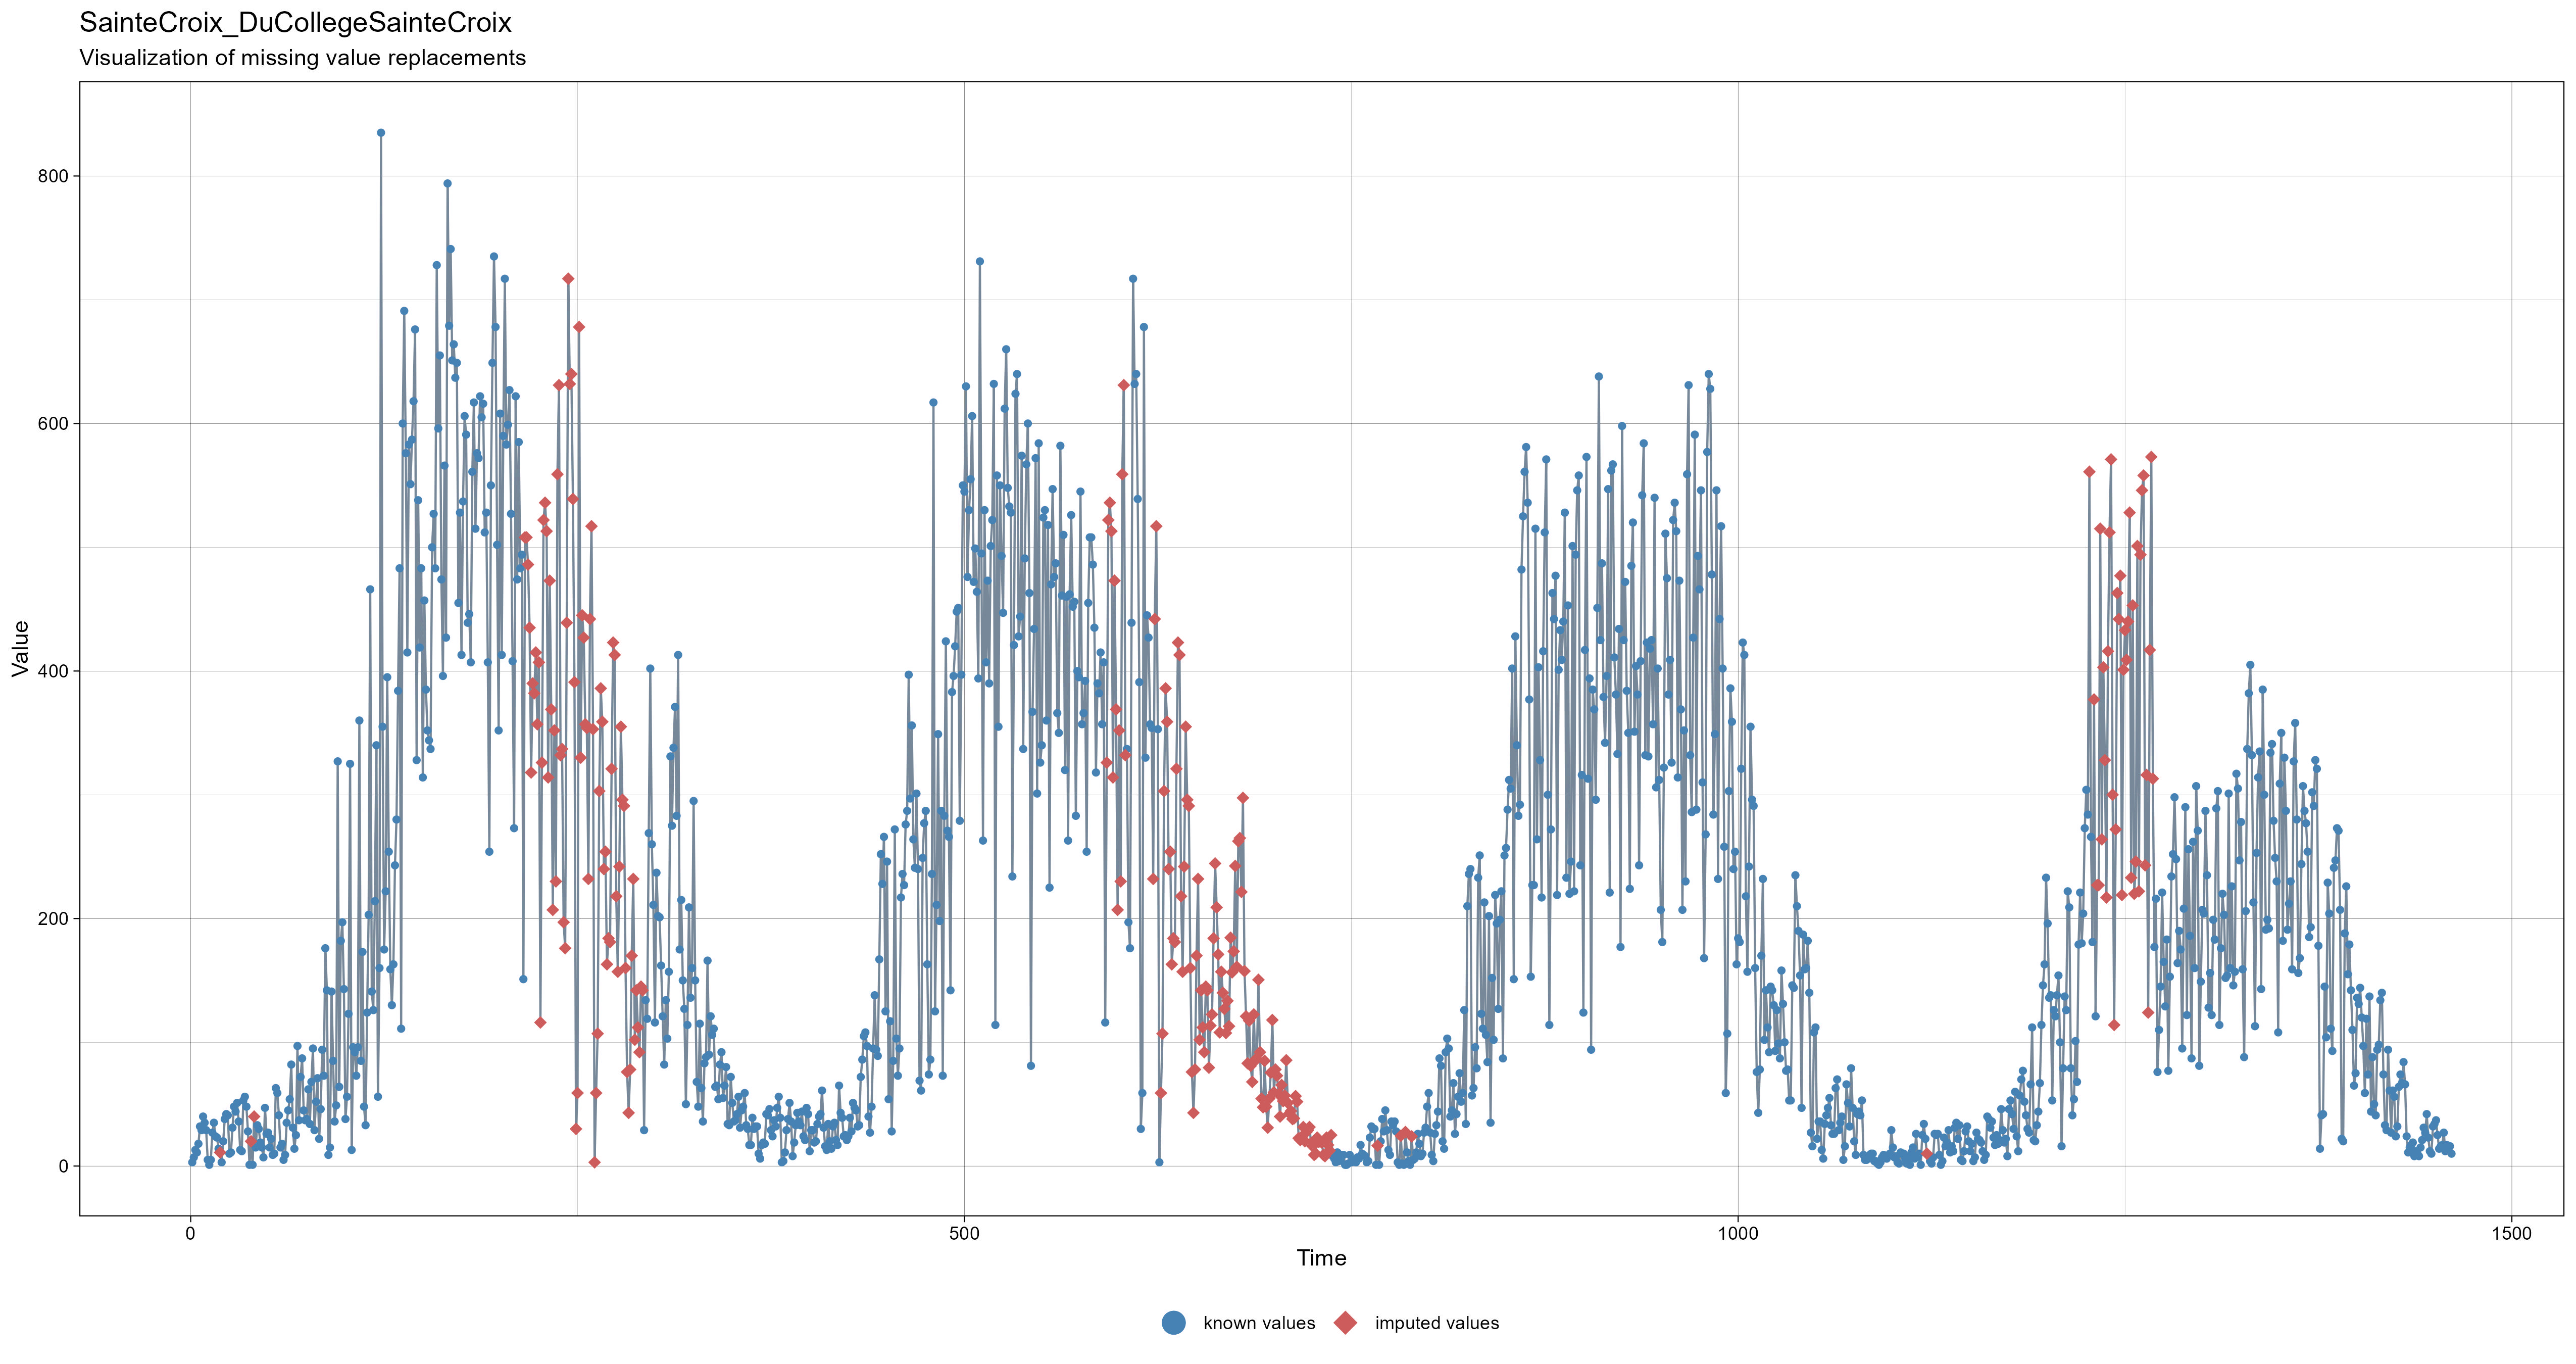 SainteCroix_DuCollegeSainteCroix
Visualization of missing value replacements
Value
800
600
400
200
0
0 500 1000 1500
Time
known values imputed values